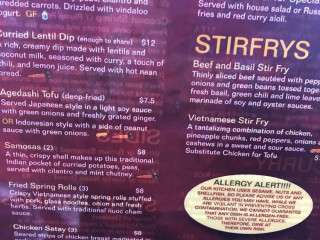 Served with house salad or
yogurt. GF
fries and red curry aioli.
Curried Lentil Dip (enough to share) $12
A rich, creamy dip made with lentils and
coconut milk, seasoned with curry, a touch of
chili, and lemon juice. Served with hot naan
bread.
Agedashi Tofu (deep-fried) $7.5
Served Japanese style in a light soy sauce
with green onions and freshly grated ginger.
OR Indonesian style with a side of peanut
sauce with green onions.
Samosas (2) $8
A thin, crispy shell makes up this traditional
Indian pocket of curried potatoes, peas,
served with cilantro and mint chutney.
Fried Spring Rolls (3) $8
Crispy Vietnamese style spring rolls stuffed
with pork, glass noodles, onion and fresh
herbs. Served with traditional nuoc cham
sauce.
Chicken Satay (3) $8
STIRFRYS
Beef and Basil Stir Fry
Thinly sliced beef sautéed with
onions and green beans tossed
fresh basil, green chili and lime
marinade of soy and oyster sauces.
Vietnamese Stir Fry
A tantalizing combination of chicken,
pineapple chunks, red peppers, onions
cashews in a sweet and sour sauce.
Substitute Chicken for Tofu
ALLERGY ALERT!!!!
OUR KITCHEN USES SESAME, NUTS AND
SHELLFISH, SO PLEASE ADVISE US OF ANY
ALLERGIES YOU MAY HAVE. WHILE WE
ARE VIGILANT IN PREVENTING CROSS
CONTAMINATION, WE CANNOT GUARANTEE
THAT ANY DISH IS ALLERGEN-FREE.
THOSE WITH SEVERE ALLERGIES,
THEREFORE, DINE AT
THEIR OWN RISK.